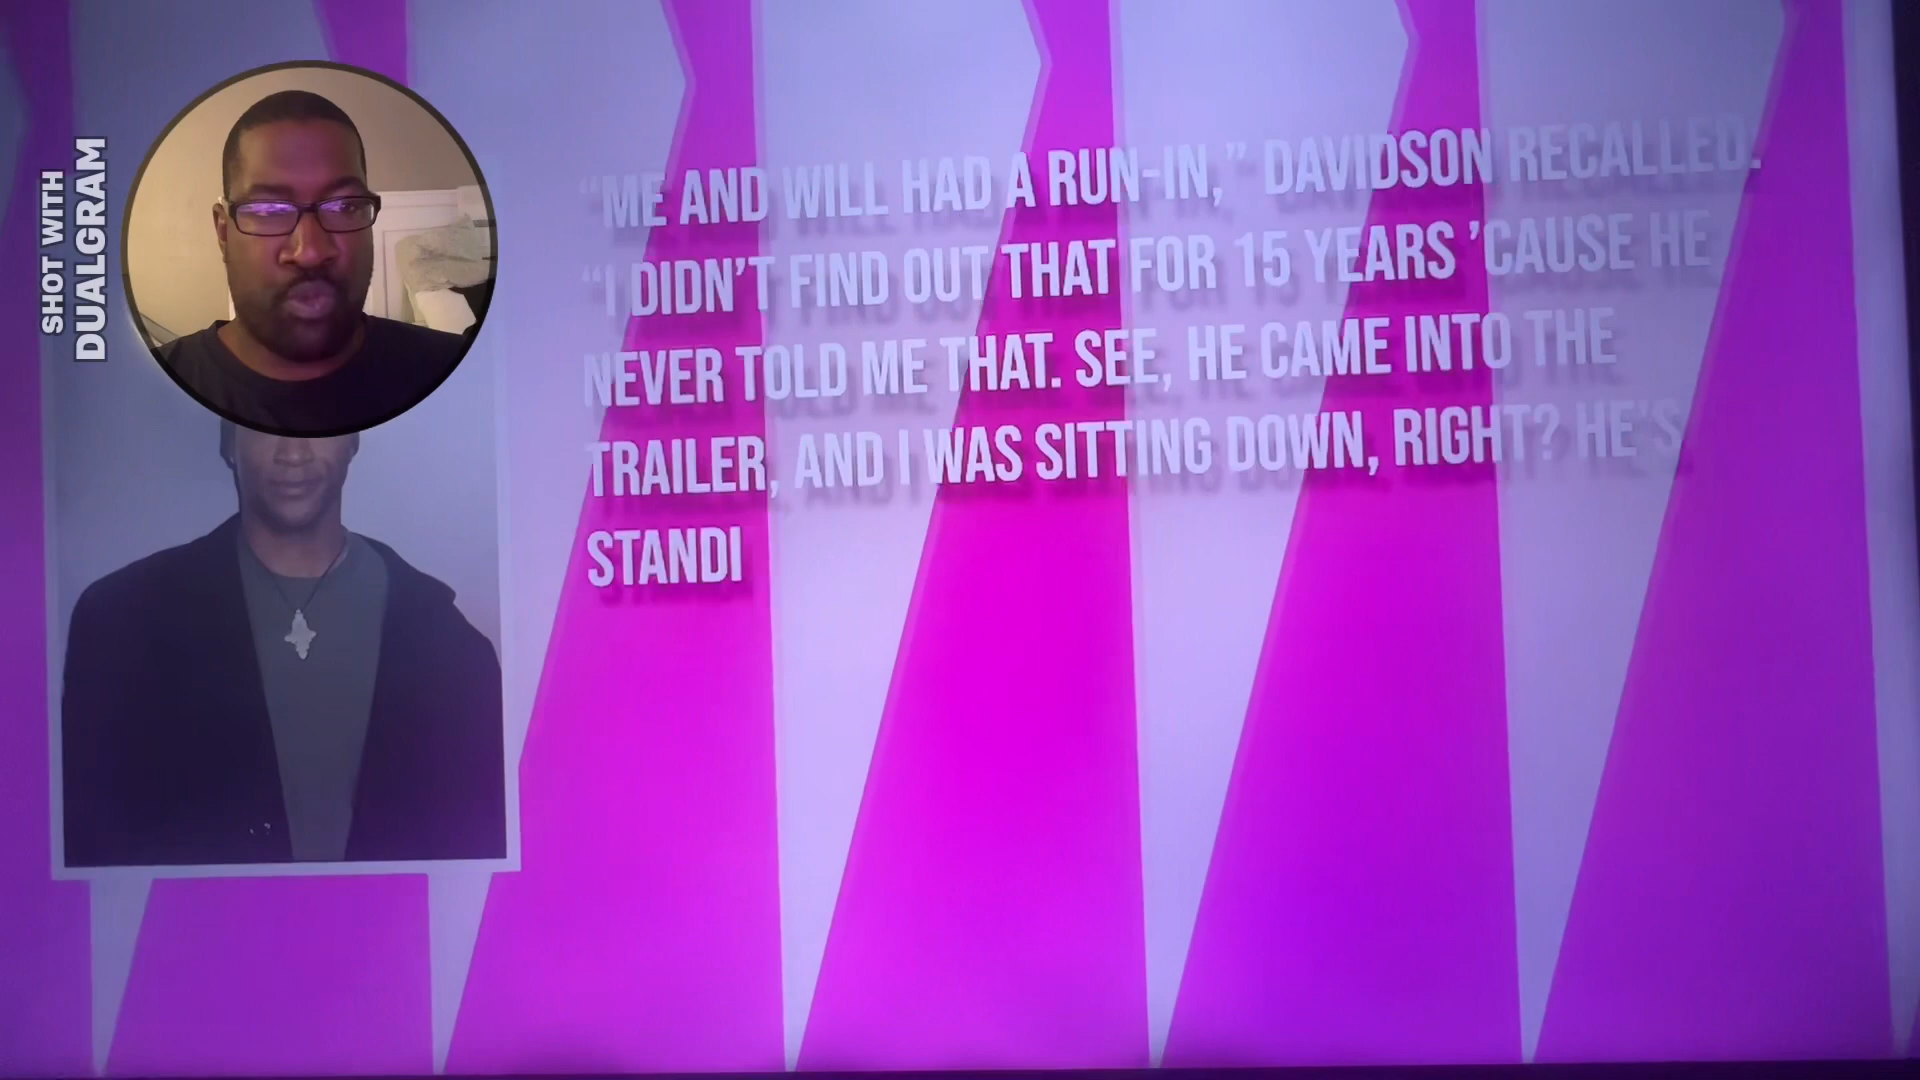 SHOT WITH
DUALGRAM
“ME AND WILL HAD A RUN-IN,” DAVIDSON RECALLED.
“I DIDN’T FIND OUT THAT FOR 15 YEARS ’CAUSE HE
NEVER TOLD ME THAT. SEE, HE CAME INTO THE
TRAILER, AND I WAS SITTING DOWN, RIGHT? HE’S
STANDI